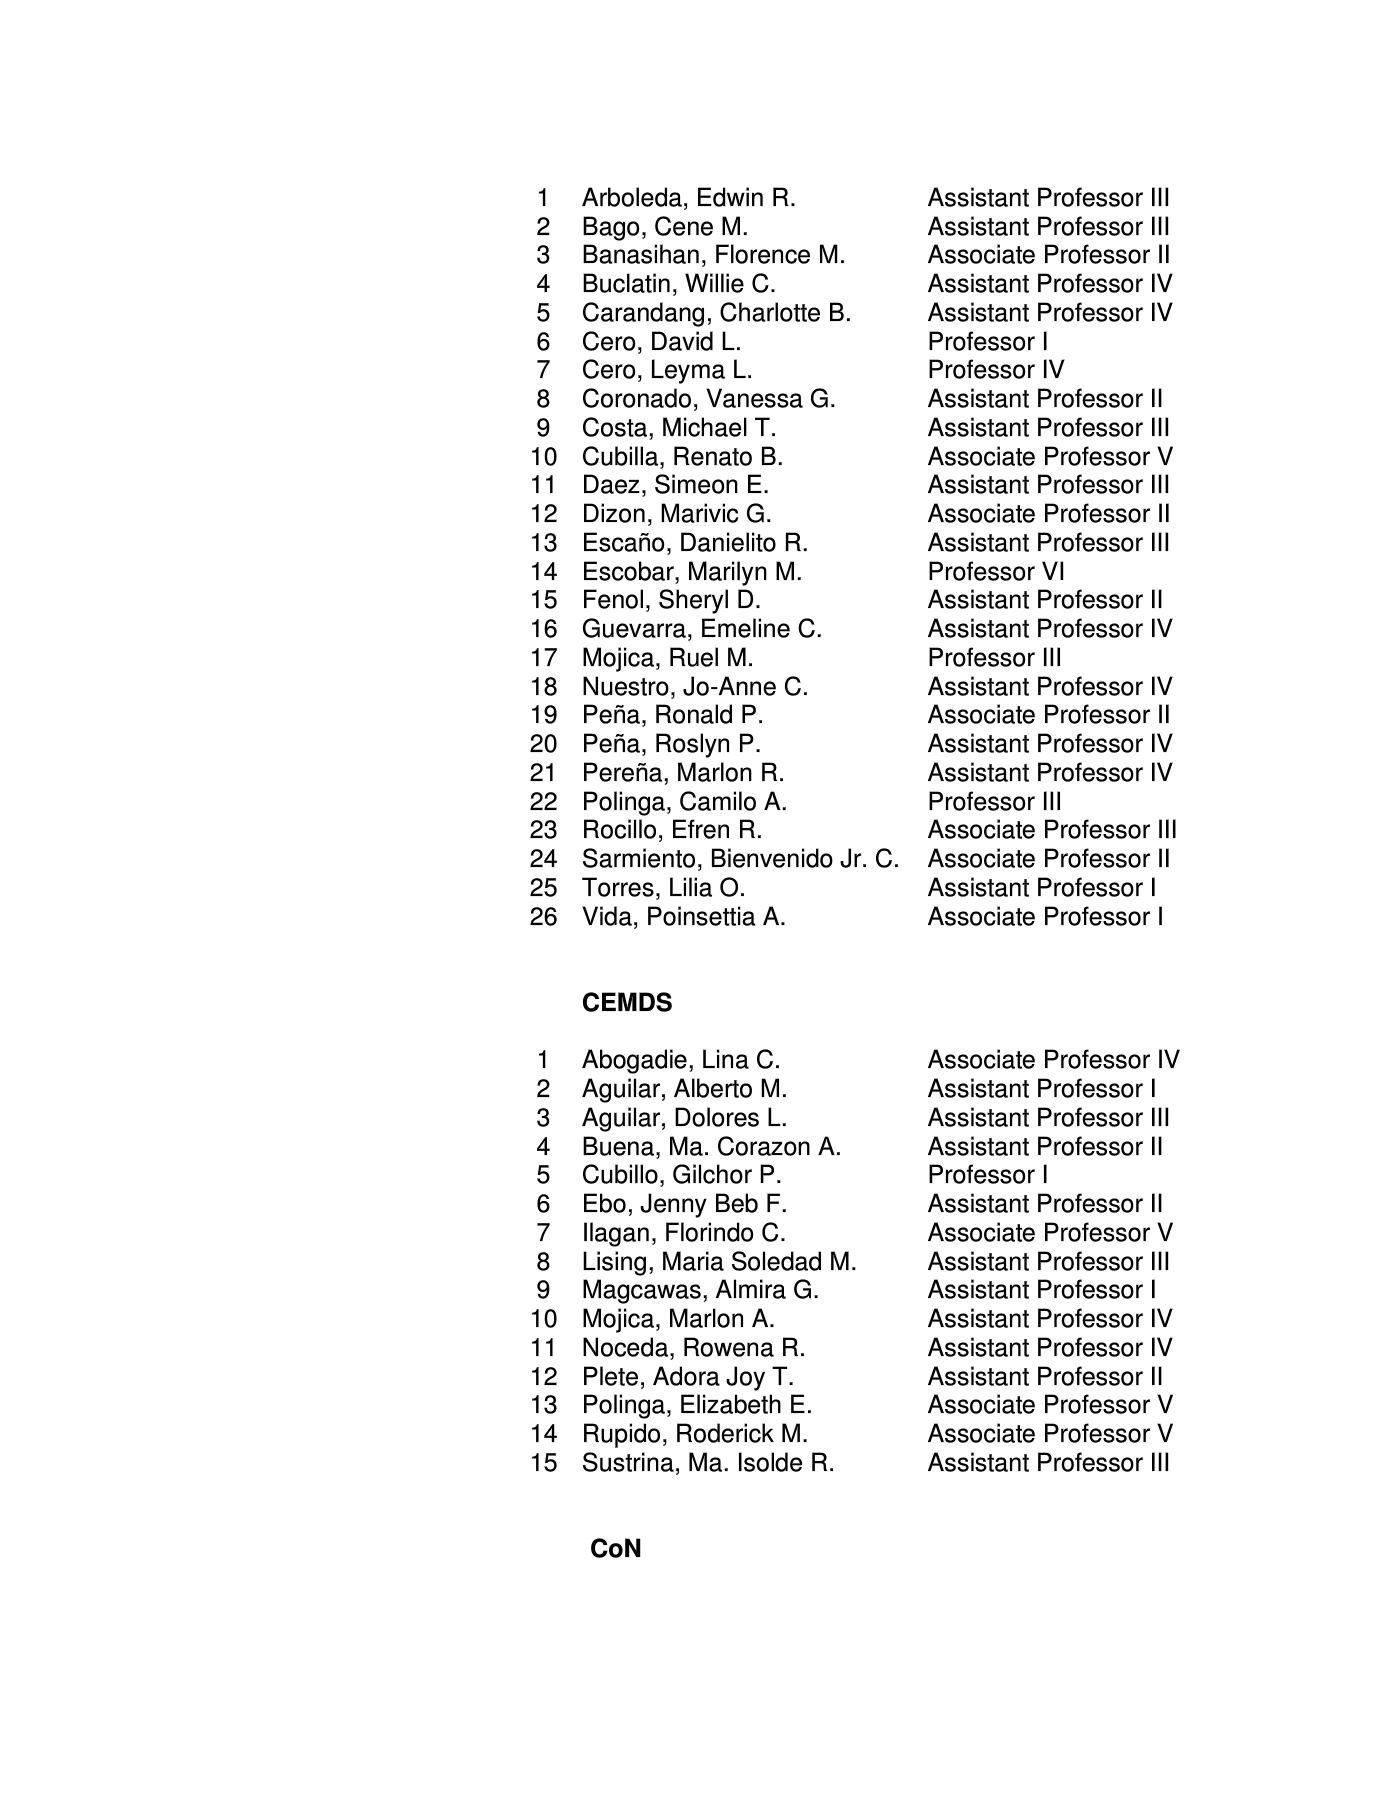 1 Arboleda, Edwin R. Assistant Professor III
2 Bago, Cene M. Assistant Professor III
3 Banasihan, Florence M. Associate Professor II
4 Buclatin, Willie C. Assistant Professor IV
5 Carandang, Charlotte B. Assistant Professor IV
6 Cero, David L. Professor I
7 Cero, Leyma L. Professor IV
8 Coronado, Vanessa G. Assistant Professor II
9 Costa, Michael T. Assistant Professor III
10 Cubilla, Renato B. Associate Professor V
11 Daez, Simeon E. Assistant Professor III
12 Dizon, Marivic G. Associate Professor II
13 Escaño, Danielito R. Assistant Professor III
14 Escobar, Marilyn M. Professor VI
15 Fenol, Sheryl D. Assistant Professor II
16 Guevarra, Emeline C. Assistant Professor IV
17 Mojica, Ruel M. Professor III
18 Nuestro, Jo-Anne C. Assistant Professor IV
19 Peña, Ronald P. Associate Professor II
20 Peña, Roslyn P. Assistant Professor IV
21 Pereña, Marlon R. Assistant Professor IV
22 Polinga, Camilo A. Professor III
23 Rocillo, Efren R. Associate Professor III
24 Sarmiento, Bienvenido Jr. C. Associate Professor II
25 Torres, Lilia O. Assistant Professor I
26 Vida, Poinsettia A. Associate Professor I
CEMDS
1 Abogadie, Lina C. Associate Professor IV
2 Aguilar, Alberto M. Assistant Professor I
3 Aguilar, Dolores L. Assistant Professor III
4 Buena, Ma. Corazon A. Assistant Professor II
5 Cubillo, Gilchor P. Professor I
6 Ebo, Jenny Beb F. Assistant Professor II
7 Ilagan, Florindo C. Associate Professor V
8 Lising, Maria Soledad M. Assistant Professor III
9 Magcawas, Almira G. Assistant Professor I
10 Mojica, Marlon A. Assistant Professor IV
11 Noceda, Rowena R. Assistant Professor IV
12 Plete, Adora Joy T. Assistant Professor II
13 Polinga, Elizabeth E. Associate Professor V
14 Rupido, Roderick M. Associate Professor V
15 Sustrina, Ma. Isolde R. Assistant Professor III
CoN